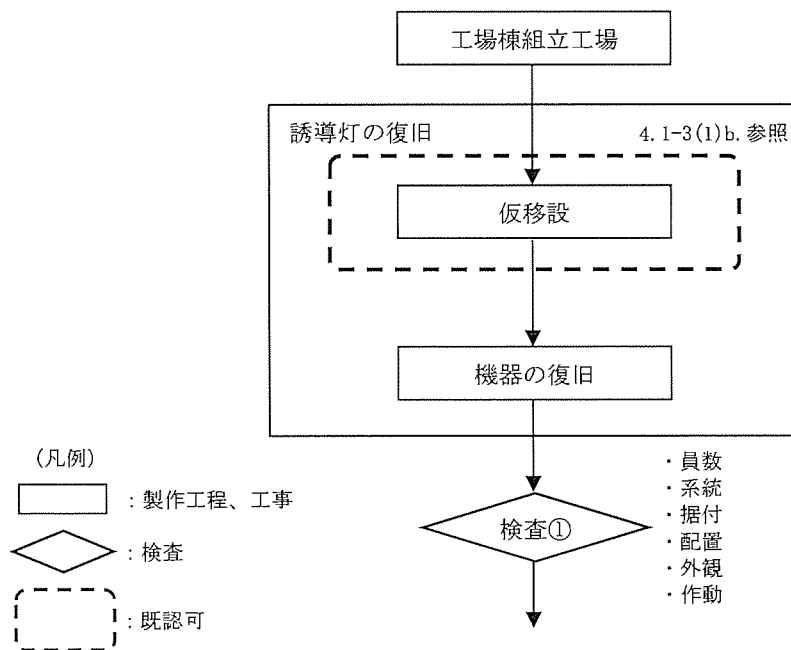 工場棟組立工場
誘導灯の復旧
4.1-3(1)b.参照
仮移設
機器の復旧
検査①
・員数
・系統
・据付
・配置
・外観
・作動
(凡例)
：製作工程、工事
：検査
：既認可